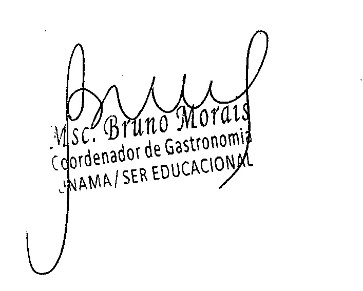 Msc. Bruno Morais
Coordenador de Gastronomia
UNAMA / SER EDUCACIONAL